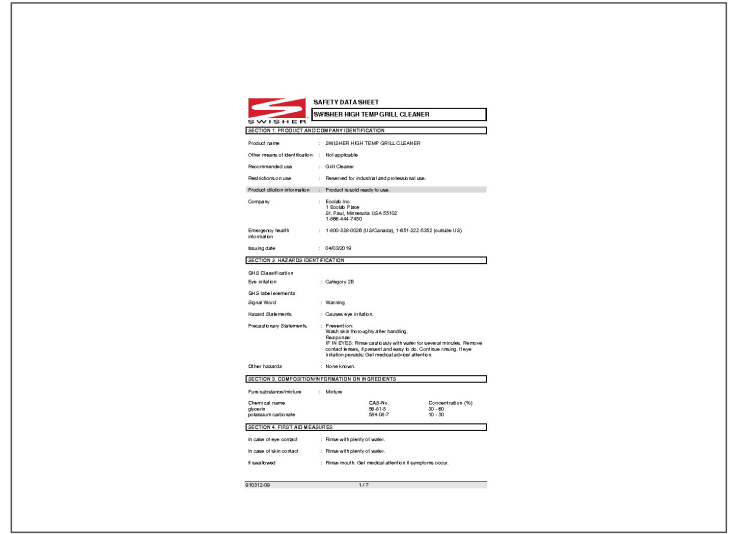 SWISHER
SAFETY DATA SHEET
SWISHER HIGH TEMP GRILL CLEANER
SECTION 1. PRODUCT AND COMPANY IDENTIFICATION
Product name : SWISHER HIGH TEMP GRILL CLEANER
Other means of identification : Not applicable
Recommended use : Grill Cleaner
Restrictions on use : Reserved for industrial and professional use.
Product dilution information : Product is sold ready to use.
Company : Ecolab Inc.
1 Ecolab Place
St. Paul, Minnesota USA 55102
1-866-444-7450
Emergency health : 1-800-328-0026 (US/Canada), 1-651-222-5352 (outside US)
information
Issuing date : 04/03/2019
SECTION 2. HAZARDS IDENTIFICATION
GHS Classification
Eye irritation : Category 2B
GHS label elements
Signal Word : Warning
Hazard Statements : Causes eye irritation.
Precautionary Statements : Prevention:
Wash skin thoroughly after handling.
Response:
IF IN EYES: Rinse cautiously with water for several minutes. Remove
contact lenses, if present and easy to do. Continue rinsing. If eye
irritation persists: Get medical advice/ attention.
Other hazards : None known.
SECTION 3. COMPOSITION/INFORMATION ON INGREDIENTS
Pure substance/mixture : Mixture
Chemical name CAS-No. Concentration (%)
glycerin 56-81-5 30 - 60
potassium carbonate 584-08-7 10 - 30
SECTION 4. FIRST AID MEASURES
In case of eye contact : Rinse with plenty of water.
In case of skin contact : Rinse with plenty of water.
If swallowed : Rinse mouth. Get medical attention if symptoms occur.
910312-09 1 / 7